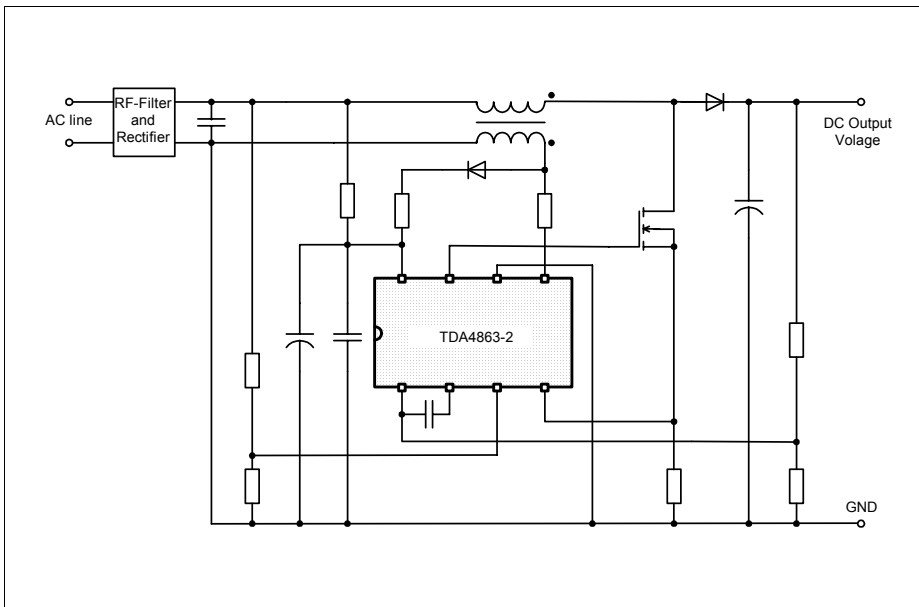 RF-Filter
and
Rectifier
AC line
DC Output
Volage
TDA4863-2
GND